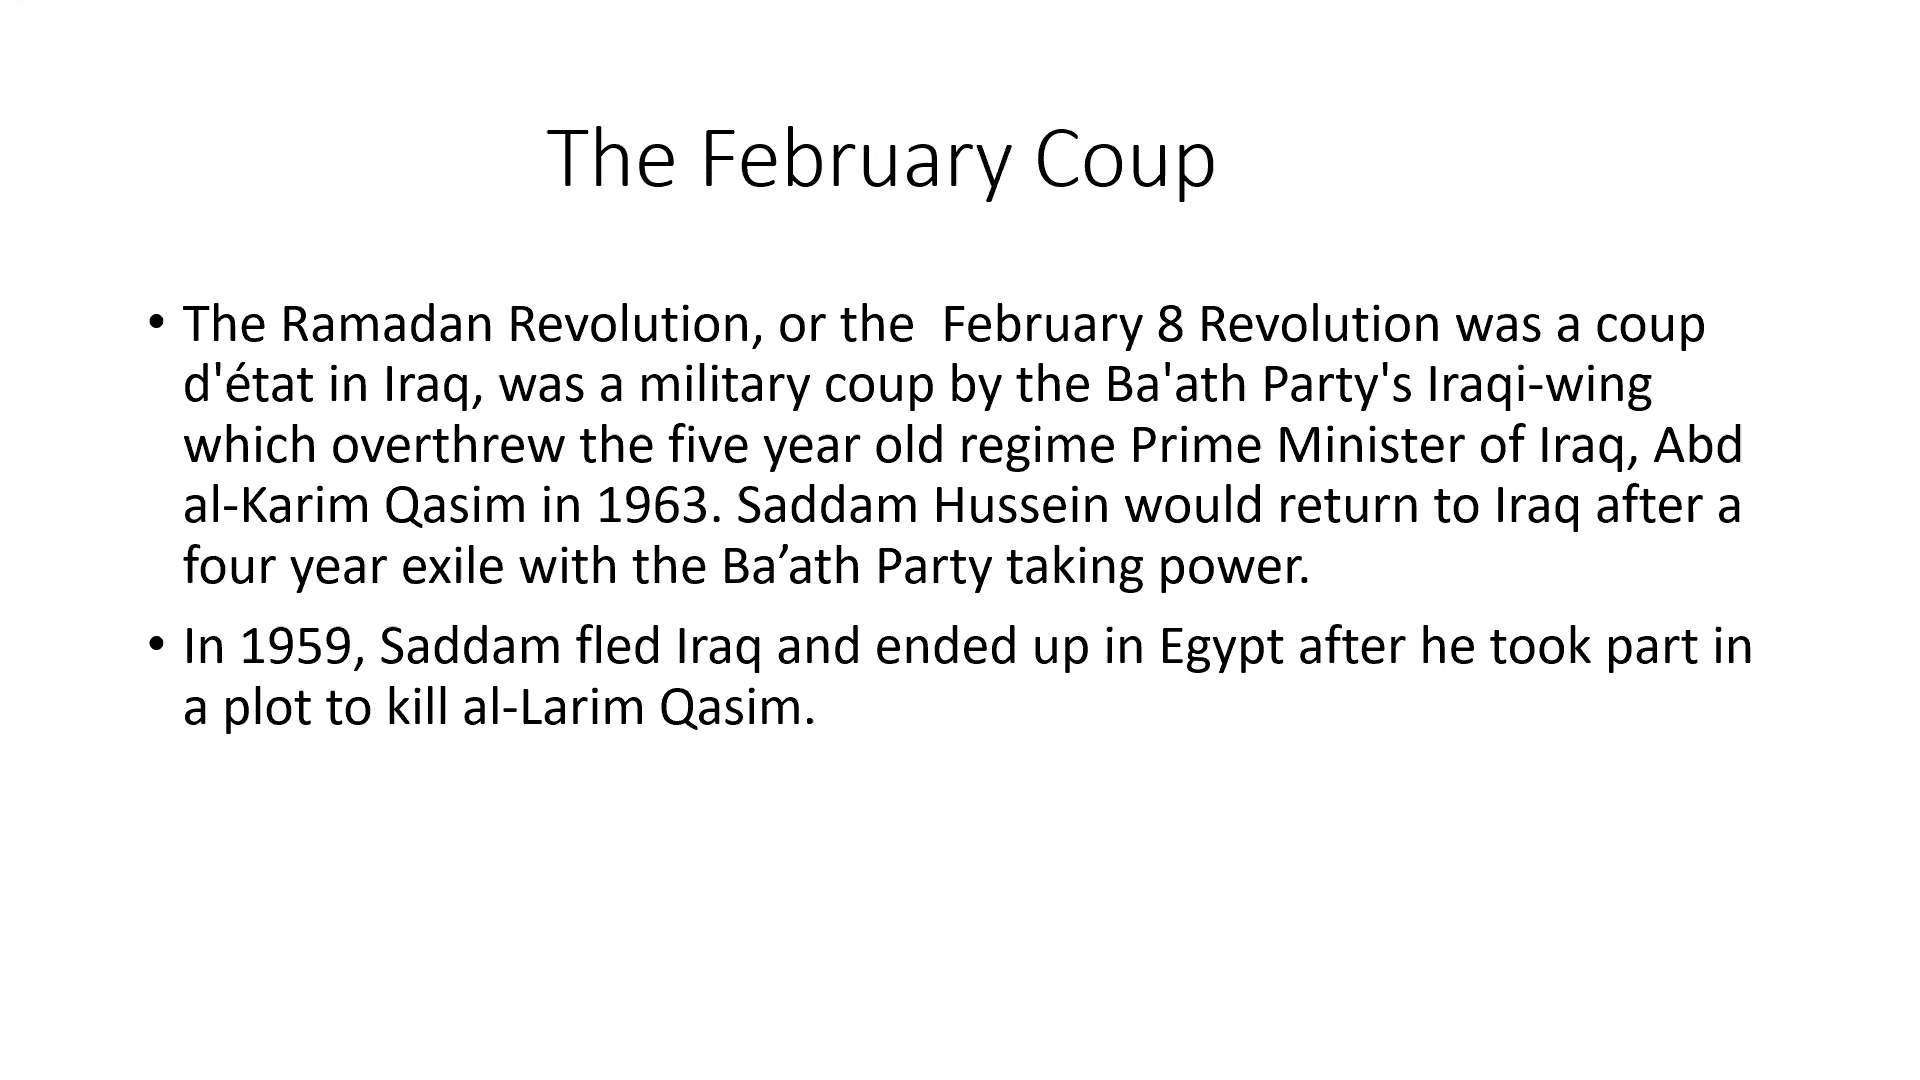 The February Coup
• The Ramadan Revolution, or the  February 8 Revolution was a coup
d'état in Iraq, was a military coup by the Ba'ath Party's Iraqi-wing
which overthrew the five year old regime Prime Minister of Iraq, Abd
al-Karim Qasim in 1963. Saddam Hussein would return to Iraq after a
four year exile with the Ba’ath Party taking power.
• In 1959, Saddam fled Iraq and ended up in Egypt after he took part in
a plot to kill al-Larim Qasim.